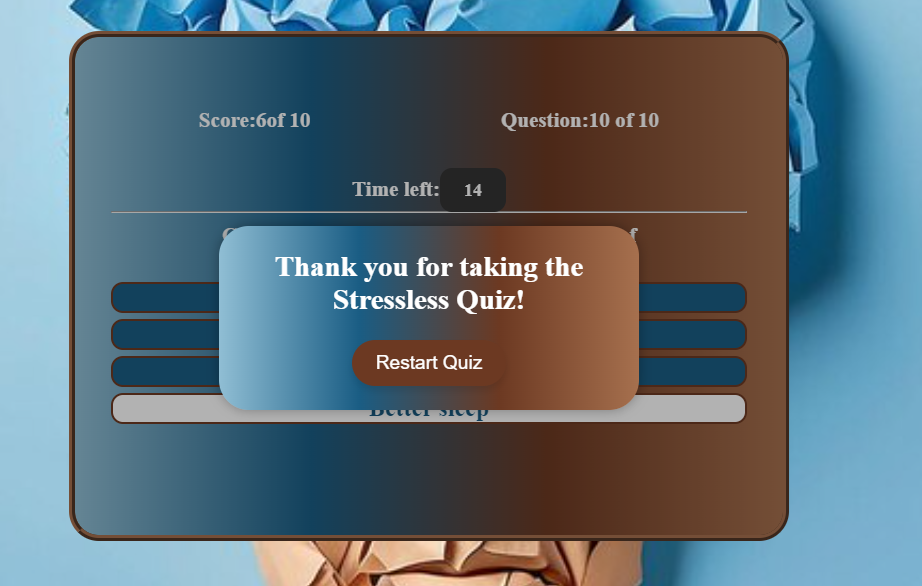 Score:6of 10
Question:10 of 10
Time left: 14
Thank you for taking the
Stressless Quiz!
Restart Quiz
Better sleep